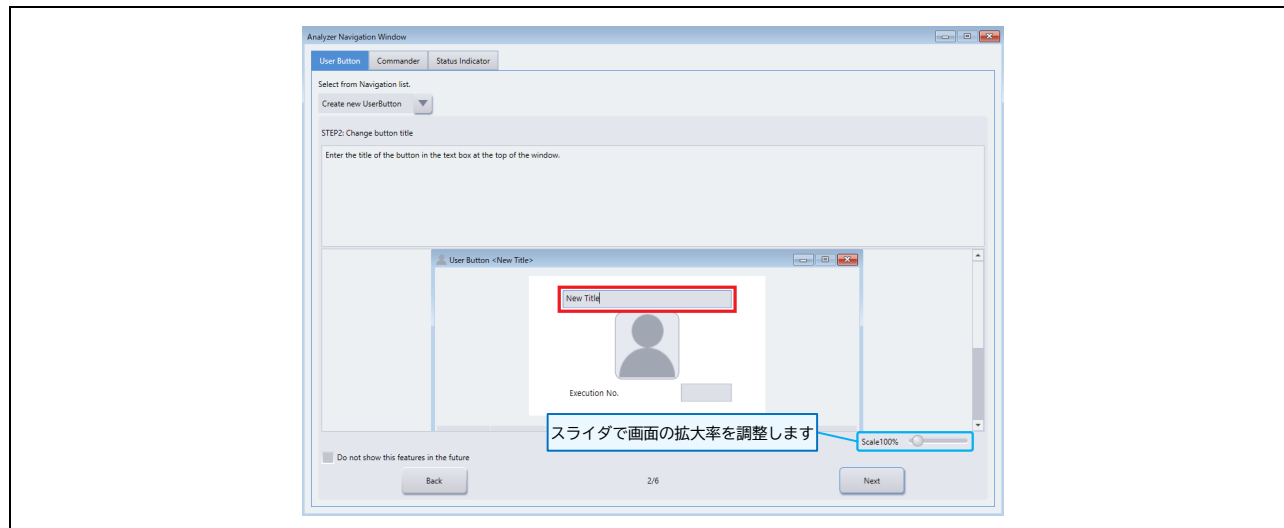 Analyzer Navigation Window
User Button Commander Status Indicator
Select from Navigation list.
Create new UserButton
STEP2: Change button title
Enter the title of the button in the text box at the top of the window.
User Button <New Title>
New Title
Execution No.
スライダで画面の拡大率を調整します
Scale100%
Do not show this features in the future
Back 2/6 Next